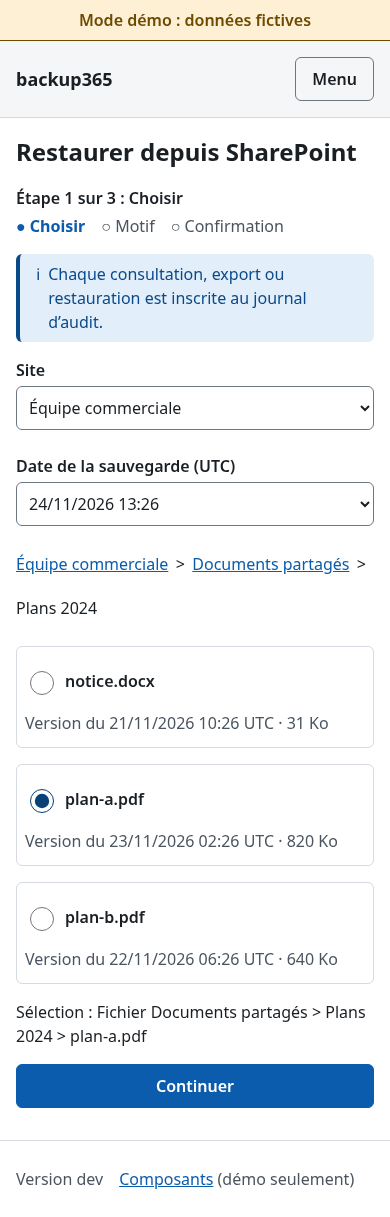 Mode démo : données fictives
backup365
Menu
Restaurer depuis SharePoint
Étape 1 sur 3 : Choisir
● Choisir ○ Motif ○ Confirmation
i Chaque consultation, export ou
restauration est inscrite au journal
d’audit.
Site
Équipe commerciale
Date de la sauvegarde (UTC)
24/11/2026 13:26
Équipe commerciale > Documents partagés >
Plans 2024
notice.docx
Version du 21/11/2026 10:26 UTC · 31 Ko
plan-a.pdf
Version du 23/11/2026 02:26 UTC · 820 Ko
plan-b.pdf
Version du 22/11/2026 06:26 UTC · 640 Ko
Sélection : Fichier Documents partagés > Plans
2024 > plan-a.pdf
Continuer
Version dev Composants (démo seulement)